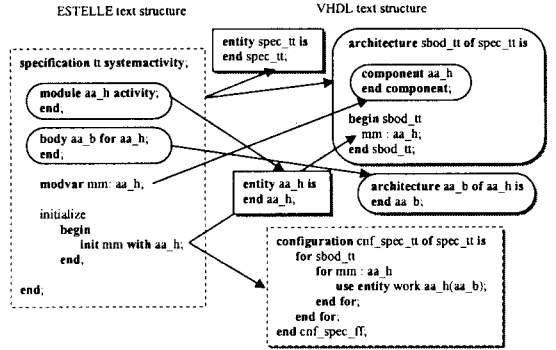 ESTELLE text structure
VHDL text structure
specification tt systemactivity;
module aa_h activity;
end;
body aa_b for aa_h;
end;
modvar mm: aa_h;
initialize
begin
init mm with aa_h;
end;
end;
entity spec_tt is
end spec_tt;
entity aa_h is
end aa_h;
architecture sbod_tt of spec_tt is
component aa_h
end component;
begin sbod_tt
mm : aa_h;
end sbod_tt;
architecture aa_b of aa_h is
end aa_b;
configuration cnf_spec_tt of spec_tt is
for sbod_tt
for mm : aa_h
use entity work aa_h(aa_b);
end for;
end for;
end cnf_spec_ff;